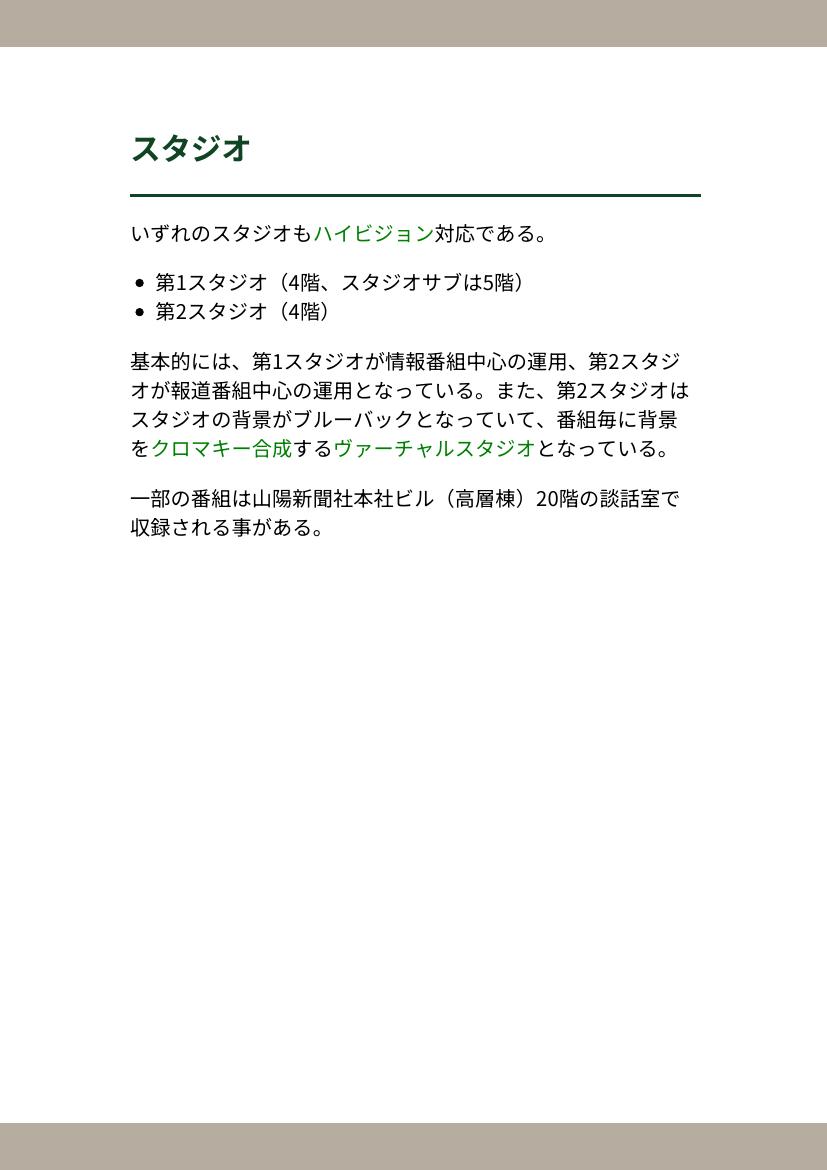 スタジオ
いずれのスタジオもハイビジョン対応である。
● 第1スタジオ（4階、スタジオサブは5階）
● 第2スタジオ（4階）
基本的には、第1スタジオが情報番組中心の運用、第2スタジ
オが報道番組中心の運用となっている。また、第2スタジオは
スタジオの背景がブルーバックとなっていて、番組毎に背景
をクロマキー合成するヴァーチャルスタジオとなっている。
一部の番組は山陽新聞社本社ビル（高層棟）20階の談話室で
収録される事がある。